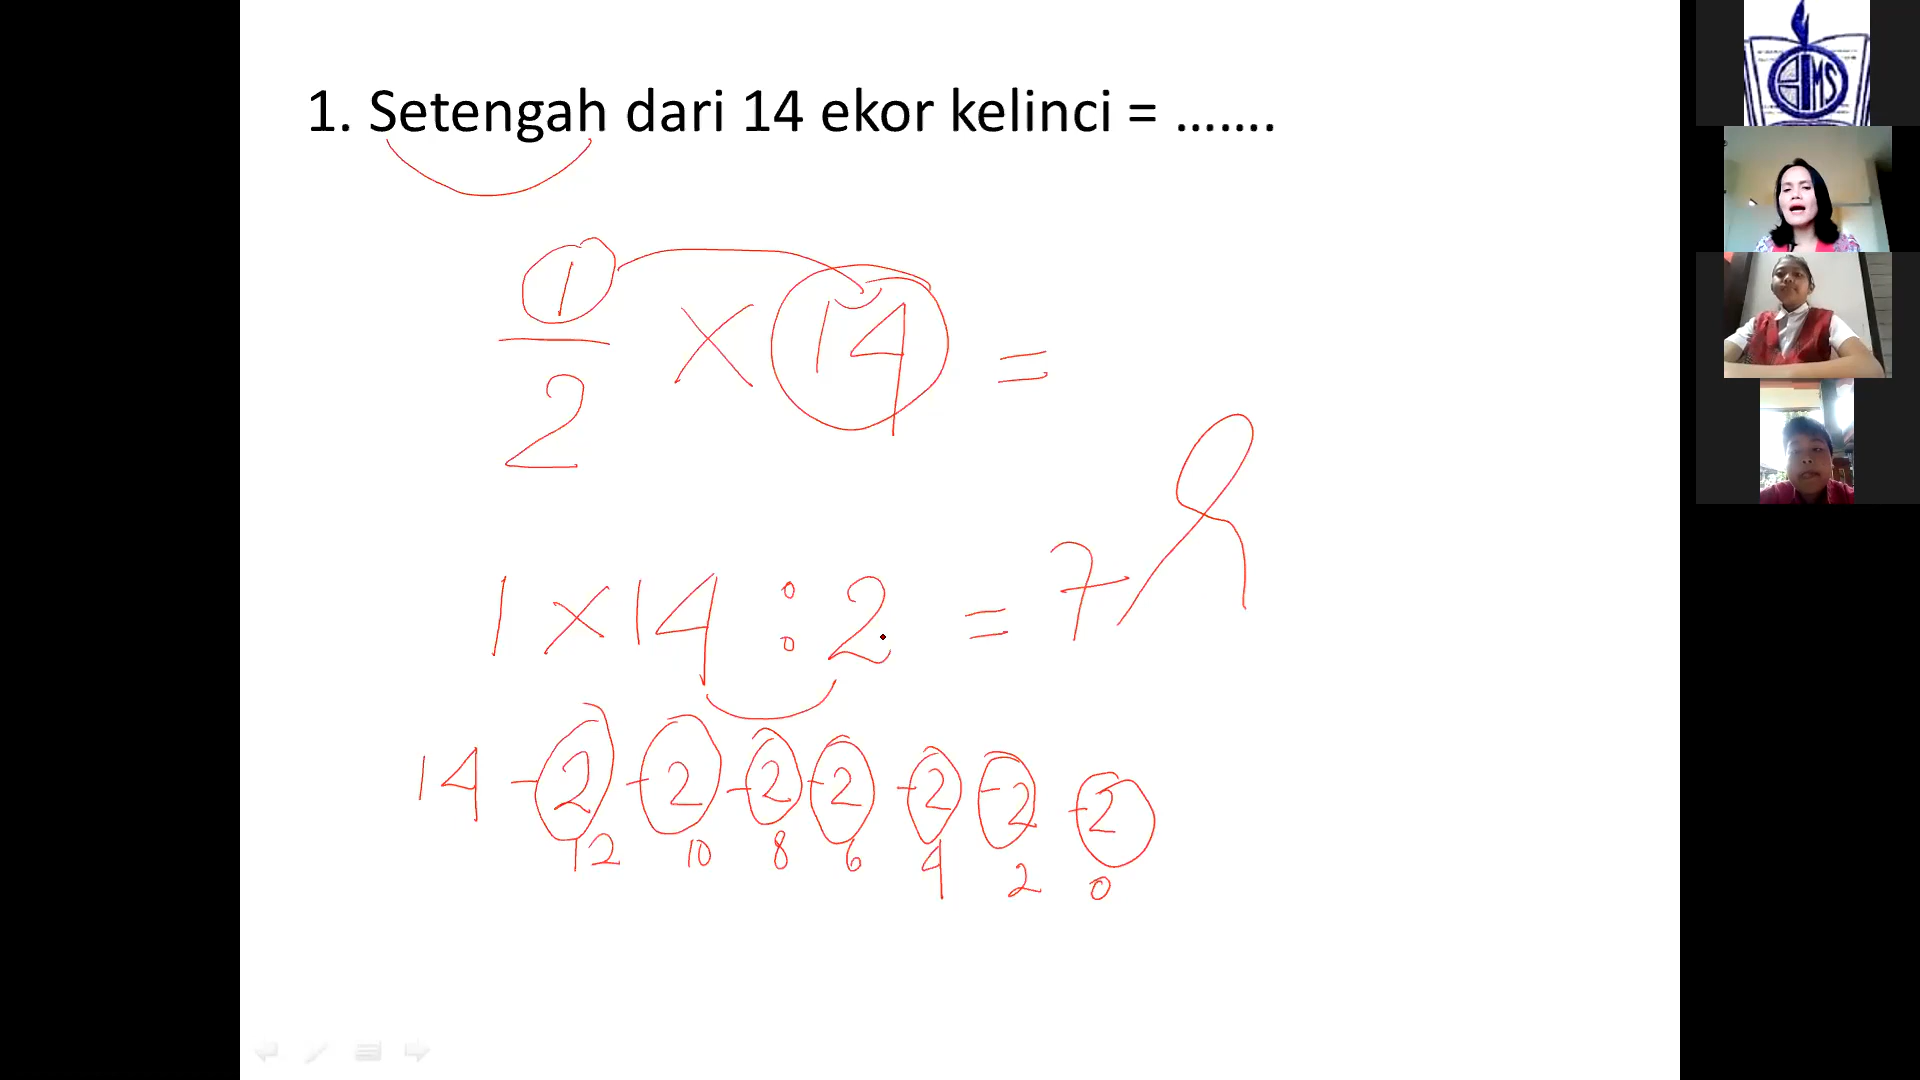 1. Setengah dari 14 ekor kelinci = .......
1/2 × 14 =
1 × 14 : 2 = 7
14 -2 -2 -2 -2 -2 -2 -2
12 10 8 6 4 2 0